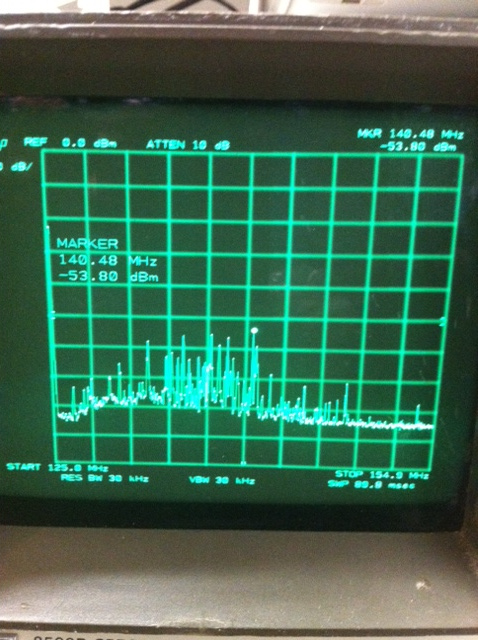 REF 0.0 dBm ATTEN 10 dB
MKR 140.48 MHz
-53.80 dBm
dB/
MARKER
140.48 MHz
-53.80 dBm
START 125.0 MHz
STOP 154.9 MHz
RES BW 30 kHz VBW 30 kHz
SWP 89.8 msec